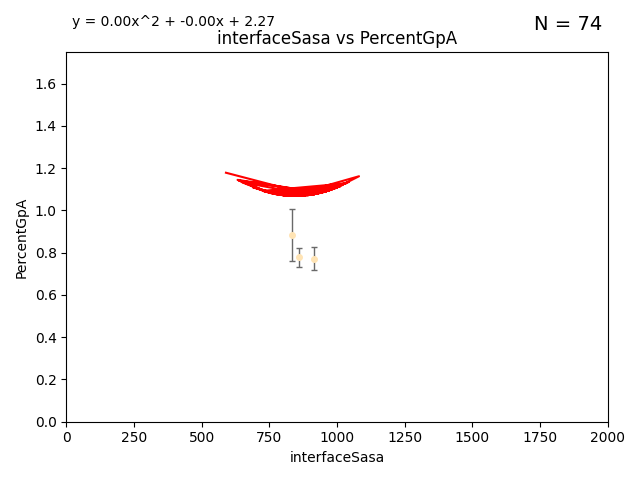 y = 0.00x^2 + -0.00x + 2.27
N = 74
interfaceSasa vs PercentGpA
PercentGpA
1.6
1.4
1.2
1.0
0.8
0.6
0.4
0.2
0.0
0 250 500 750 1000 1250 1500 1750 2000
interfaceSasa